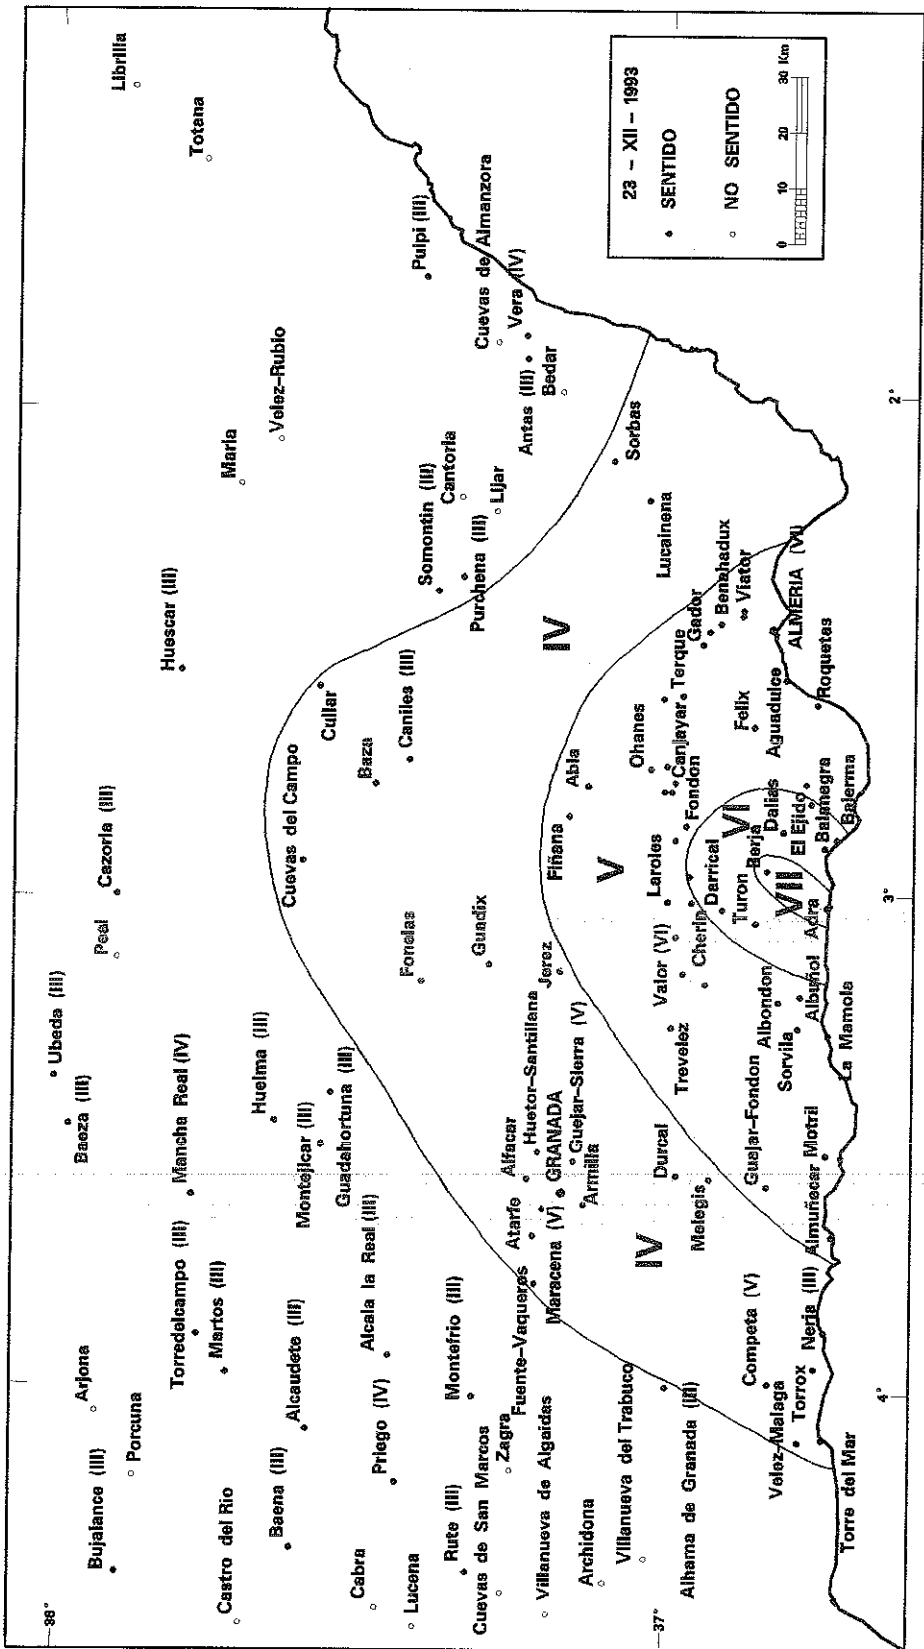 Librilla
Totana
23 – XII – 1993
SENTIDO
NO SENTIDO
0 10 20 30 Km
Pulpi (III)
Cuevas de Almanzora
Vera (IV)
Antas (III)
Bedar
Velez-Rubio
Maria
Cantoria
Somontin (III)
Lijar
Purchena (III)
Sorbas
Lucainena
2°
Huescar (III)
Cullar
Caniles (III)
Baza
Cuevas del Campo
IV
Benahadux
Viator
ALMERIA (VI)
Gador
Terque
Canjayar
Ohanes
Felix
Aguadulce
Roquetas
Abla
Fiñana
V
Fondon
Laroles
VI
Dalias
El Ejido
Balanegra
Balerma
Berja
VII
Adra
Darrical
Turon
Cherin
Valor (VI)
3°
Cazorla (III)
Peal
Ubeda (III)
Baeza (III)
Fonelas
Guadix
Jerez
Albondon
Albuñol
Sorvila
La Mamola
Trevelez
Mancha Real (IV)
Huelma (III)
Montejicar (III)
Guadahortuna (III)
Huetor-Santillana
Alfacar
Guejar-Sierra (V)
GRANADA
Armilla
Atarfe
Maracena (V)
Durcal
Melegis
Guajar-Fondon
Motril
Almuñecar
IV
Torredelcampo (III)
Martos (III)
Alcaudete (III)
Alcala la Real (III)
Montefrio (III)
Fuente-Vaqueros
Competa (V)
Nerja (III)
Torrox
Velez-Malaga
Torre del Mar
4°
Arjona
Porcuna
Bujalance (III)
Castro del Rio
Baena (III)
Priego (IV)
Cabra
Lucena
Rute (III)
Cuevas de San Marcos
Zagra
Villanueva de Algaidas
Archidona
Villanueva del Trabuco
Alhama de Granada (III)
38°
37°